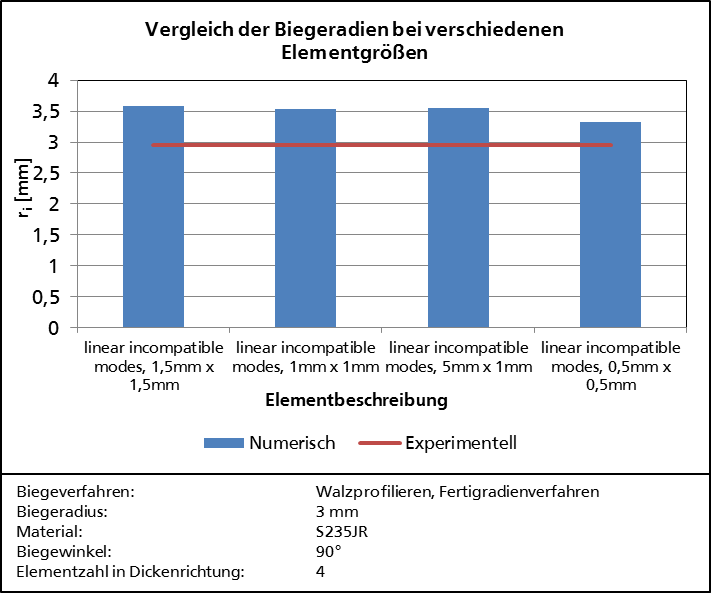 Vergleich der Biegeradien bei verschiedenen
Elementgrößen
4
3,5
3
2,5
2
1,5
1
0,5
0
ri [mm]
linear incompatible modes, 1,5mm x 1,5mm
linear incompatible modes, 1mm x 1mm
linear incompatible modes, 5mm x 1mm
linear incompatible modes, 0,5mm x 0,5mm
Elementbeschreibung
Numerisch Experimentell
Biegeverfahren: Walzprofilieren, Fertigradienverfahren
Biegeradius: 3 mm
Material: S235JR
Biegewinkel: 90°
Elementzahl in Dickenrichtung: 4